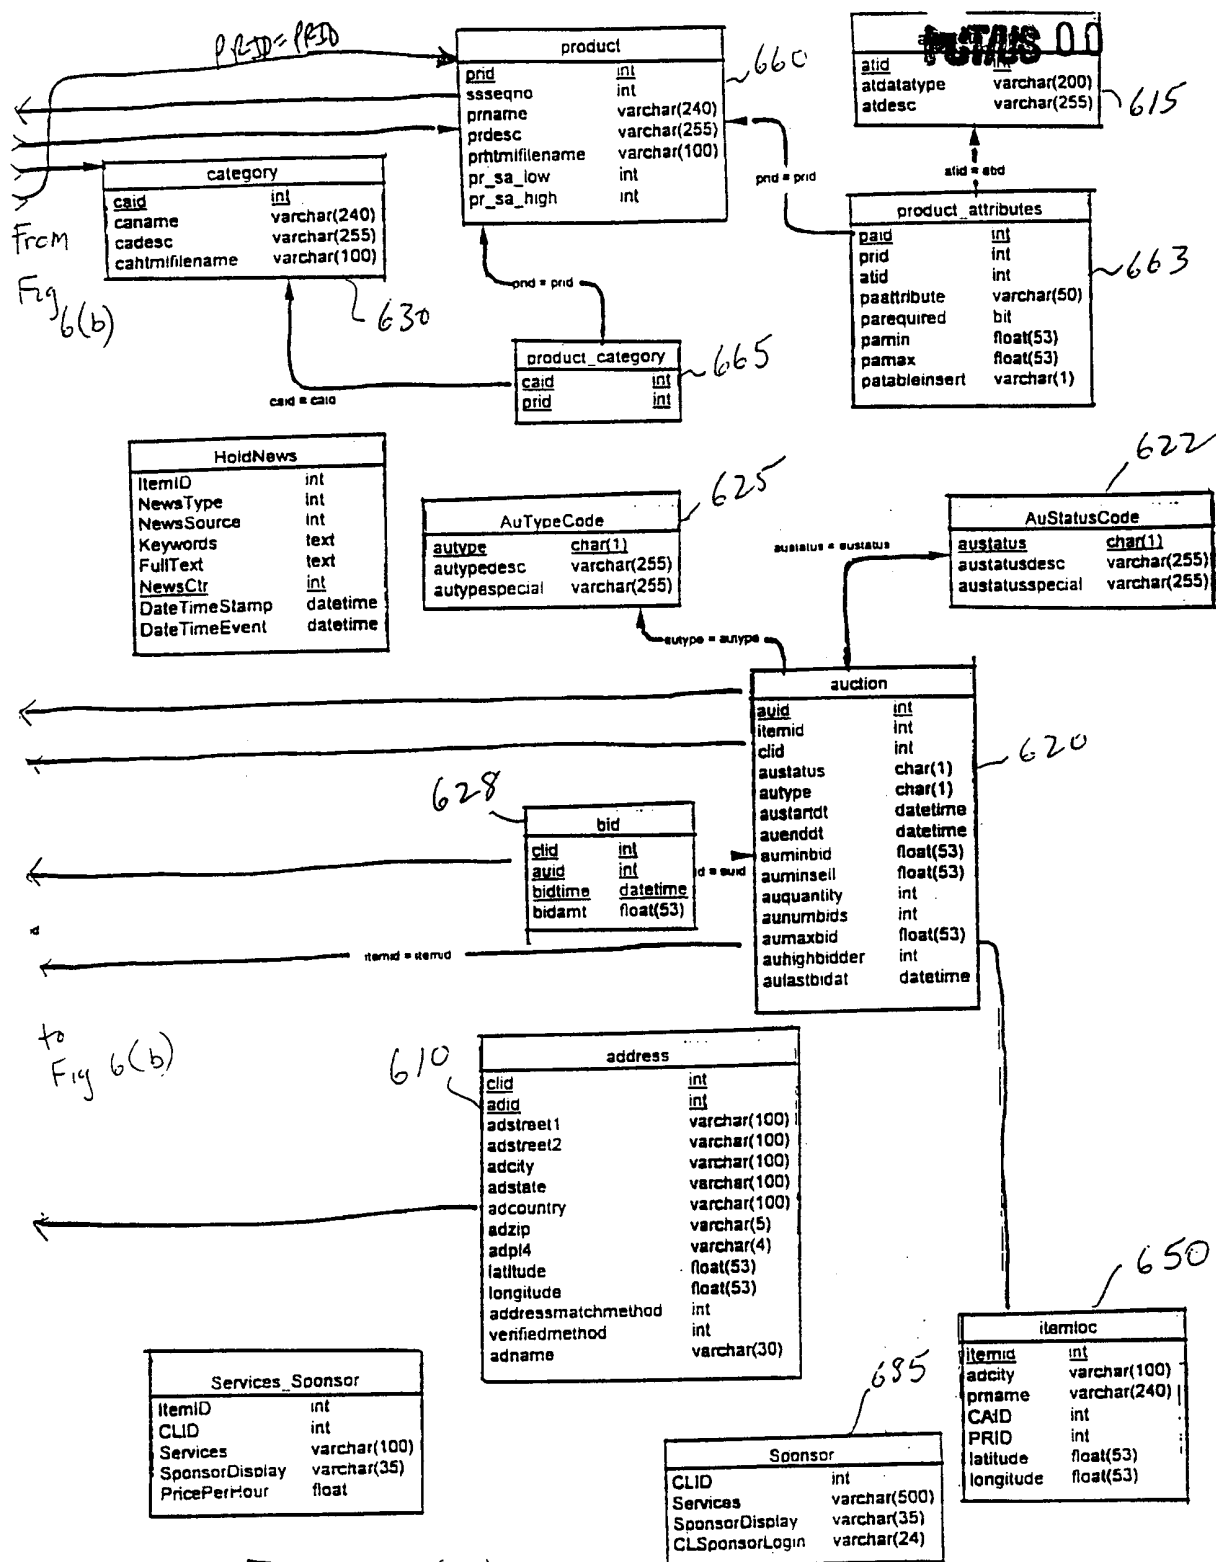 PRID=PRID
product
prid int
ssseqno int
prname varchar(240)
prdesc varchar(255)
prhtmlfilename varchar(100)
pr_sa_low int
pr_sa_high int
660
PCT/US 00
atid int
atdatatype varchar(200)
atdesc varchar(255)
615
prid = prid
atid = atid
category
caid int
caname varchar(240)
cadesc varchar(255)
cahtmlfilename varchar(100)
630
From
Fig
6(b)
product_attributes
paid int
prid int
atid int
paattribute varchar(50)
parequired bit
pamin float(53)
pamax float(53)
patableinsert varchar(1)
663
prid = prid
product_category
caid int
prid int
665
caid = caid
HoldNews
ItemID int
NewsType int
NewsSource int
Keywords text
FullText text
NewsCtr int
DateTimeStamp datetime
DateTimeEvent datetime
625
AuTypeCode
autype char(1)
autypedesc varchar(255)
autypespecial varchar(255)
622
AuStatusCode
austatus char(1)
austatusdesc varchar(255)
austatusspecial varchar(255)
austatus = austatus
autype = autype
auction
auid int
itemid int
clid int
austatus char(1)
autype char(1)
austartdt datetime
auenddt datetime
auminbid float(53)
auminsell float(53)
auquantity int
aunumbids int
aumaxbid float(53)
auhighbidder int
aulastbidat datetime
620
628
bid
clid int
auid int
bidtime datetime
bidamt float(53)
id = auid
id
itemid = itemid
to
Fig 6(b)
610
address
clid int
adid int
adstreet1 varchar(100)
adstreet2 varchar(100)
adcity varchar(100)
adstate varchar(100)
adcountry varchar(100)
adzip varchar(5)
adpl4 varchar(4)
latitude float(53)
longitude float(53)
addressmatchmethod int
verifiedmethod int
adname varchar(30)
650
itemloc
itemid int
adcity varchar(100)
prname varchar(240)
CAID int
PRID int
latitude float(53)
longitude float(53)
Services_Sponsor
ItemID int
CLID int
Services varchar(100)
SponsorDisplay varchar(35)
PricePerHour float
685
Sponsor
CLID int
Services varchar(500)
SponsorDisplay varchar(35)
CLSponsorLogin varchar(24)